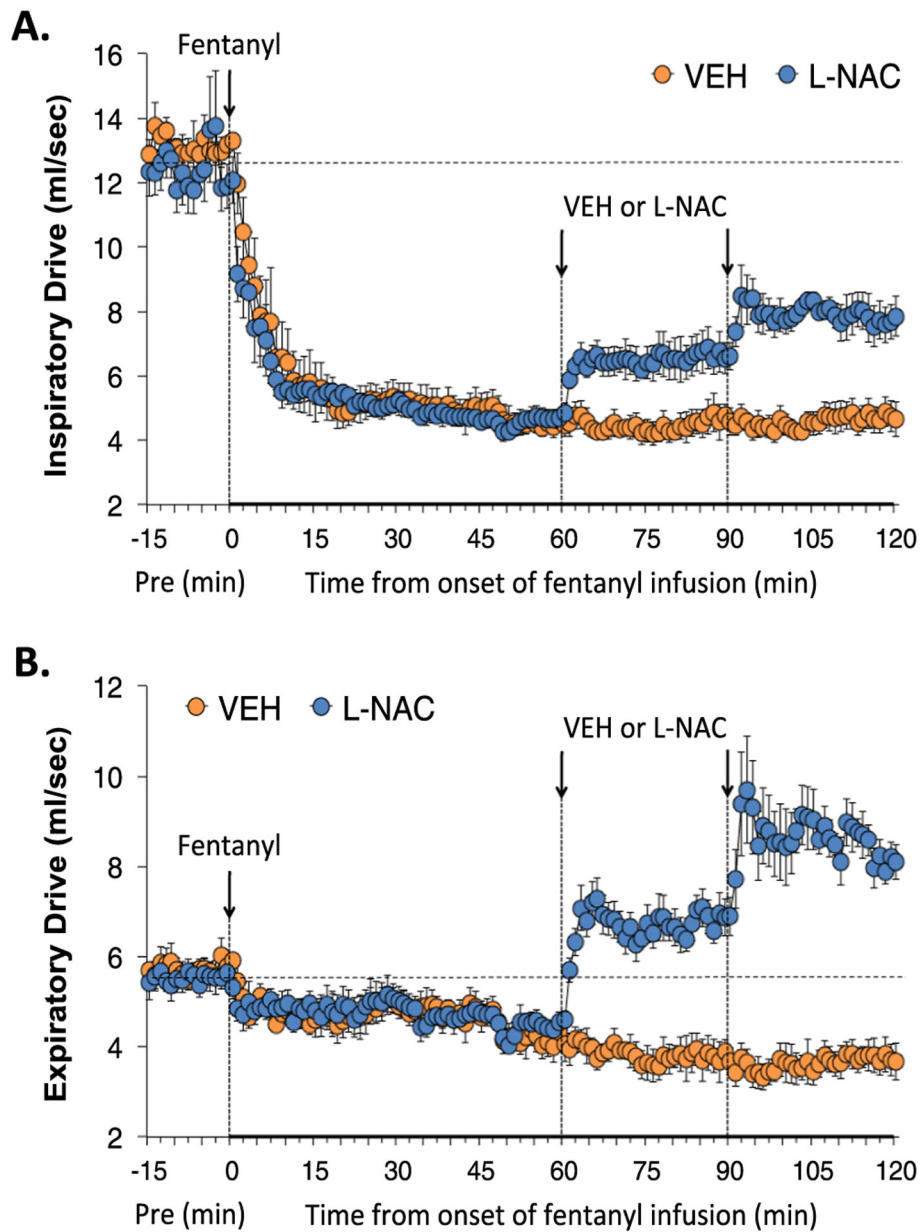 A.
Fentanyl
VEH L-NAC
VEH or L-NAC
Inspiratory Drive (ml/sec)
16
14
12
10
8
6
4
2
-15 0 15 30 45 60 75 90 105 120
Pre (min) Time from onset of fentanyl infusion (min)
B.
VEH L-NAC
VEH or L-NAC
Fentanyl
Expiratory Drive (ml/sec)
12
10
8
6
4
2
-15 0 15 30 45 60 75 90 105 120
Pre (min) Time from onset of fentanyl infusion (min)